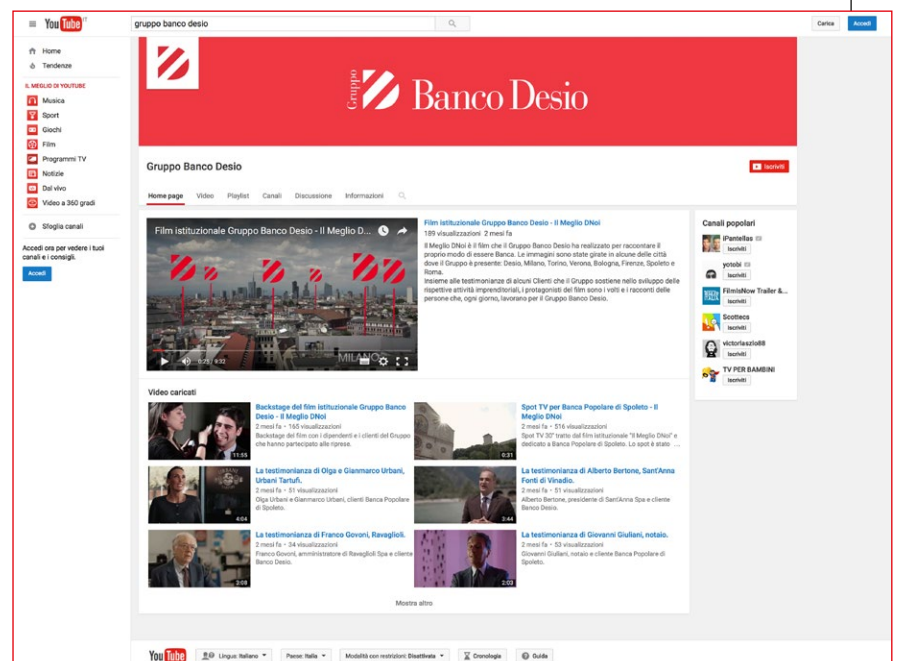 YouTube IT
gruppo banco desio
Carica
Accedi
Home
Tendenze
IL MEGLIO DI YOUTUBE
Musica
Sport
Giochi
Film
Programmi TV
Notizie
Dal vivo
Video a 360 gradi
Sfoglia canali
Accedi ora per vedere i tuoi
canali e i consigli.
Accedi
Gruppo Banco Desio
Gruppo Banco Desio
Iscriviti
Home page Video Playlist Canali Discussione Informazioni
Film istituzionale Gruppo Banco Desio - Il Meglio D...
MILANO
0:25 / 9:32
Film istituzionale Gruppo Banco Desio - Il Meglio DNoi
189 visualizzazioni 2 mesi fa
Il Meglio DNoi è il film che il Gruppo Banco Desio ha realizzato per raccontare il
proprio modo di essere Banca. Le immagini sono state girate in alcune delle città
dove il Gruppo è presente: Desio, Milano, Torino, Verona, Bologna, Firenze, Spoleto e
Roma.
Insieme alle testimonianze di alcuni Clienti che il Gruppo sostiene nello sviluppo delle
rispettive attività imprenditoriali, i protagonisti del film sono i volti e i racconti delle
persone che, ogni giorno, lavorano per il Gruppo Banco Desio.
Canali popolari
iPantellas
Iscriviti
yotobi
Iscriviti
FilmIsNow Trailer &...
Iscriviti
Scottecs
Iscriviti
victorlaszlo88
Iscriviti
TV PER BAMBINI
Iscriviti
Video caricati
11:55
Backstage del film istituzionale Gruppo Banco
Desio - Il Meglio DNoi
2 mesi fa • 165 visualizzazioni
Backstage del film con i dipendenti e i clienti del Gruppo
che hanno partecipato alle riprese.
0:31
Spot TV per Banca Popolare di Spoleto - Il
Meglio DNoi
2 mesi fa • 516 visualizzazioni
Spot TV 30" tratto dal film istituzionale "Il Meglio DNoi" e
dedicato a Banca Popolare di Spoleto. Lo spot è stato ...
4:04
La testimonianza di Olga e Gianmarco Urbani,
Urbani Tartufi.
2 mesi fa • 51 visualizzazioni
Olga Urbani e Gianmarco Urbani, clienti Banca Popolare
di Spoleto.
3:44
La testimonianza di Alberto Bertone, Sant'Anna
Fonti di Vinadio.
2 mesi fa • 51 visualizzazioni
Alberto Bertone, presidente di Sant'Anna Spa e cliente
Banco Desio.
2:08
La testimonianza di Franco Govoni, Ravaglioli.
2 mesi fa • 34 visualizzazioni
Franco Govoni, amministratore di Ravaglioli Spa e cliente
Banco Desio.
2:03
La testimonianza di Giovanni Giuliani, notaio.
2 mesi fa • 53 visualizzazioni
Giovanni Giuliani, notaio e cliente Banca Popolare di
Spoleto.
Mostra altro
YouTube
Lingua: Italiano
Paese: Italia
Modalità con restrizioni: Disattivata
Cronologia
Guida